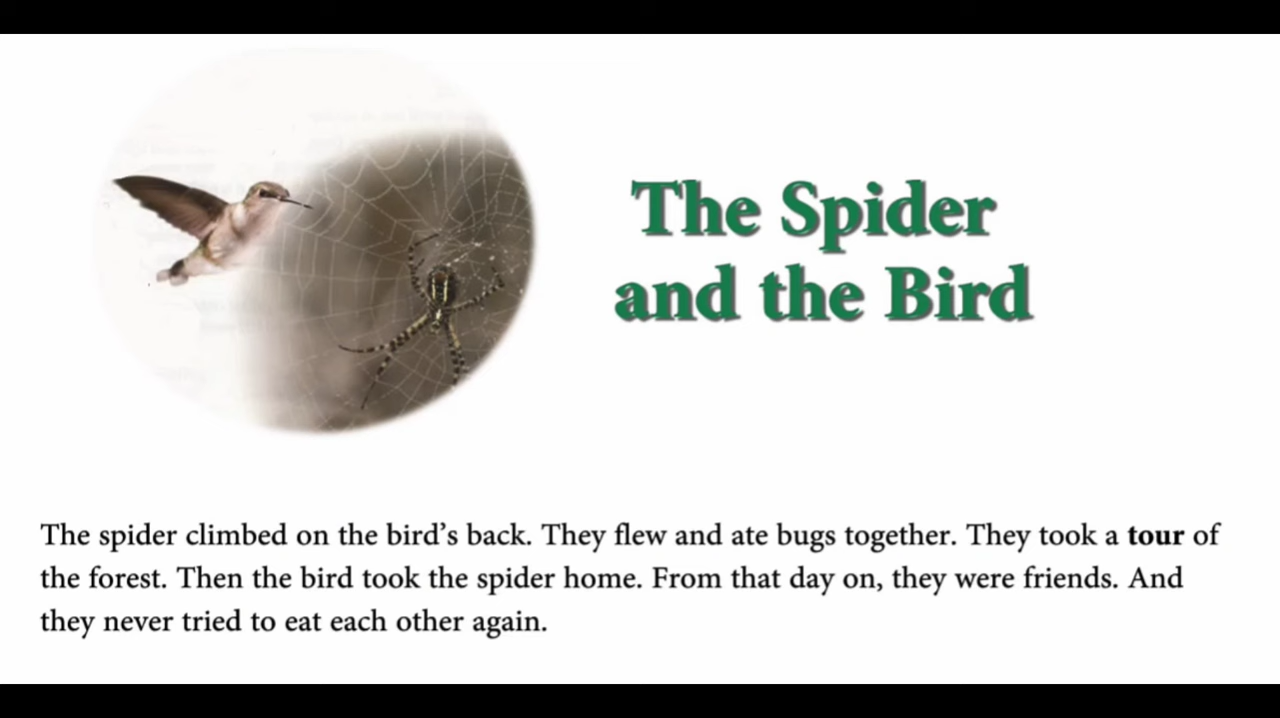 The Spider
and the Bird
The spider climbed on the bird’s back. They flew and ate bugs together. They took a tour of
the forest. Then the bird took the spider home. From that day on, they were friends. And
they never tried to eat each other again.